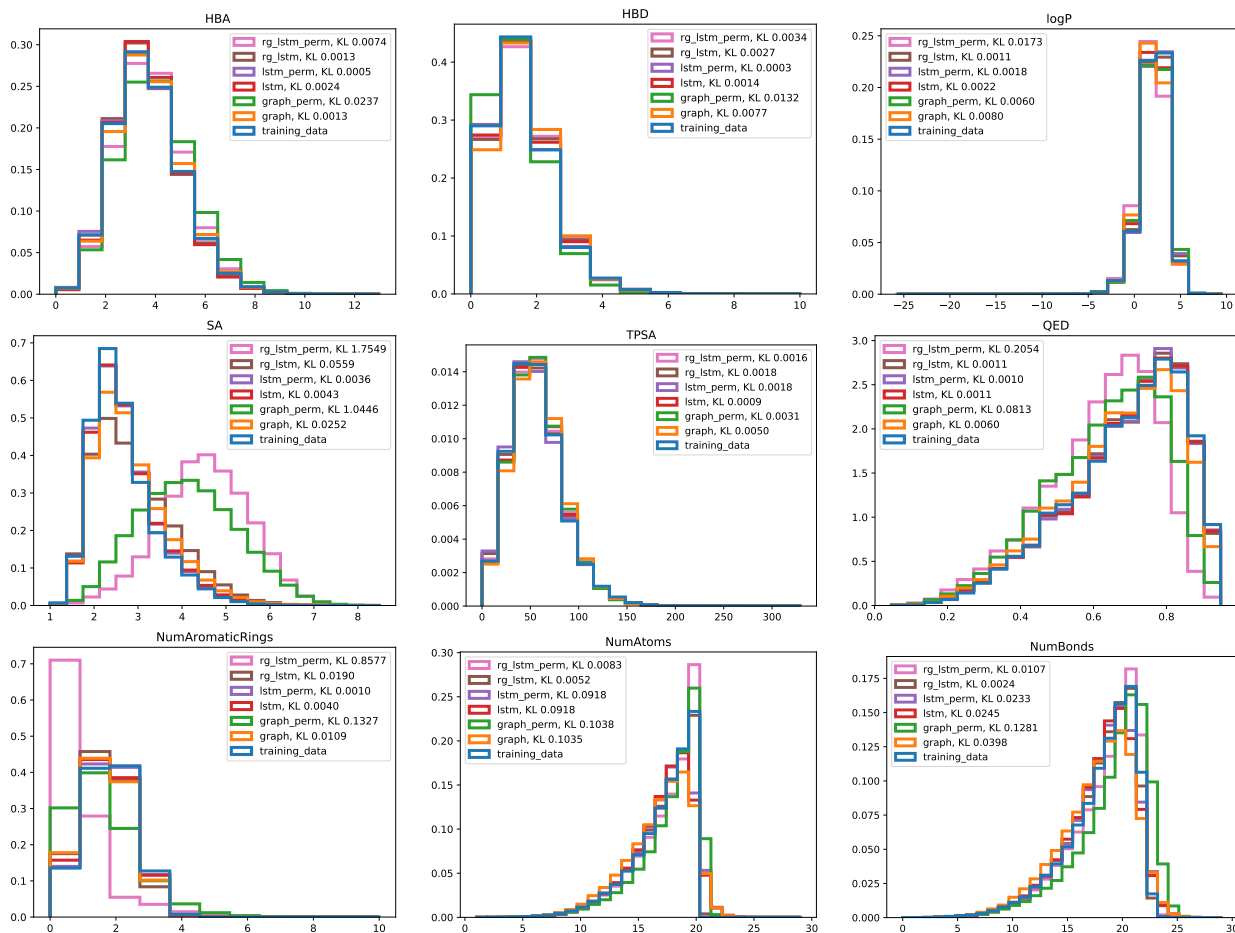 HBA
0.30
0.25
0.20
0.15
0.10
0.05
0.00
0 2 4 6 8 10 12
rg_lstm_perm, KL 0.0074
rg_lstm, KL 0.0013
lstm_perm, KL 0.0005
lstm, KL 0.0024
graph_perm, KL 0.0237
graph, KL 0.0013
training_data
HBD
0.4
0.3
0.2
0.1
0.0
0 2 4 6 8 10
rg_lstm_perm, KL 0.0034
rg_lstm, KL 0.0027
lstm_perm, KL 0.0003
lstm, KL 0.0014
graph_perm, KL 0.0132
graph, KL 0.0077
training_data
logP
0.25
0.20
0.15
0.10
0.05
0.00
−25 −20 −15 −10 −5 0 5 10
rg_lstm_perm, KL 0.0173
rg_lstm, KL 0.0011
lstm_perm, KL 0.0018
lstm, KL 0.0022
graph_perm, KL 0.0060
graph, KL 0.0080
training_data
SA
0.7
0.6
0.5
0.4
0.3
0.2
0.1
0.0
1 2 3 4 5 6 7 8
rg_lstm_perm, KL 1.7549
rg_lstm, KL 0.0559
lstm_perm, KL 0.0036
lstm, KL 0.0043
graph_perm, KL 1.0446
graph, KL 0.0252
training_data
TPSA
0.014
0.012
0.010
0.008
0.006
0.004
0.002
0.000
0 50 100 150 200 250 300
rg_lstm_perm, KL 0.0016
rg_lstm, KL 0.0018
lstm_perm, KL 0.0018
lstm, KL 0.0009
graph_perm, KL 0.0031
graph, KL 0.0050
training_data
QED
3.0
2.5
2.0
1.5
1.0
0.5
0.0
0.0 0.2 0.4 0.6 0.8
rg_lstm_perm, KL 0.2054
rg_lstm, KL 0.0011
lstm_perm, KL 0.0010
lstm, KL 0.0011
graph_perm, KL 0.0813
graph, KL 0.0060
training_data
NumAromaticRings
0.7
0.6
0.5
0.4
0.3
0.2
0.1
0.0
0 2 4 6 8 10
rg_lstm_perm, KL 0.8577
rg_lstm, KL 0.0190
lstm_perm, KL 0.0010
lstm, KL 0.0040
graph_perm, KL 0.1327
graph, KL 0.0109
training_data
NumAtoms
0.30
0.25
0.20
0.15
0.10
0.05
0.00
0 5 10 15 20 25 30
rg_lstm_perm, KL 0.0083
rg_lstm, KL 0.0052
lstm_perm, KL 0.0918
lstm, KL 0.0918
graph_perm, KL 0.1038
graph, KL 0.1035
training_data
NumBonds
0.175
0.150
0.125
0.100
0.075
0.050
0.025
0.000
0 5 10 15 20 25 30
rg_lstm_perm, KL 0.0107
rg_lstm, KL 0.0024
lstm_perm, KL 0.0233
lstm, KL 0.0245
graph_perm, KL 0.1281
graph, KL 0.0398
training_data